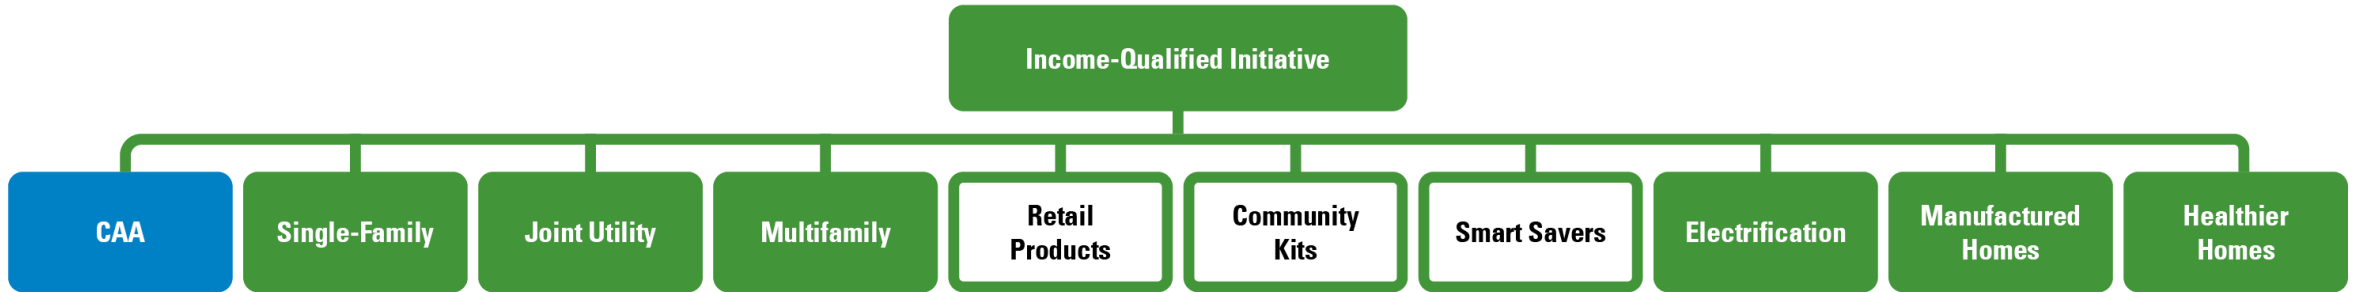 Income-Qualified Initiative
CAA
Single-Family
Joint Utility
Multifamily
Retail
Products
Community
Kits
Smart Savers
Electrification
Manufactured
Homes
Healthier
Homes